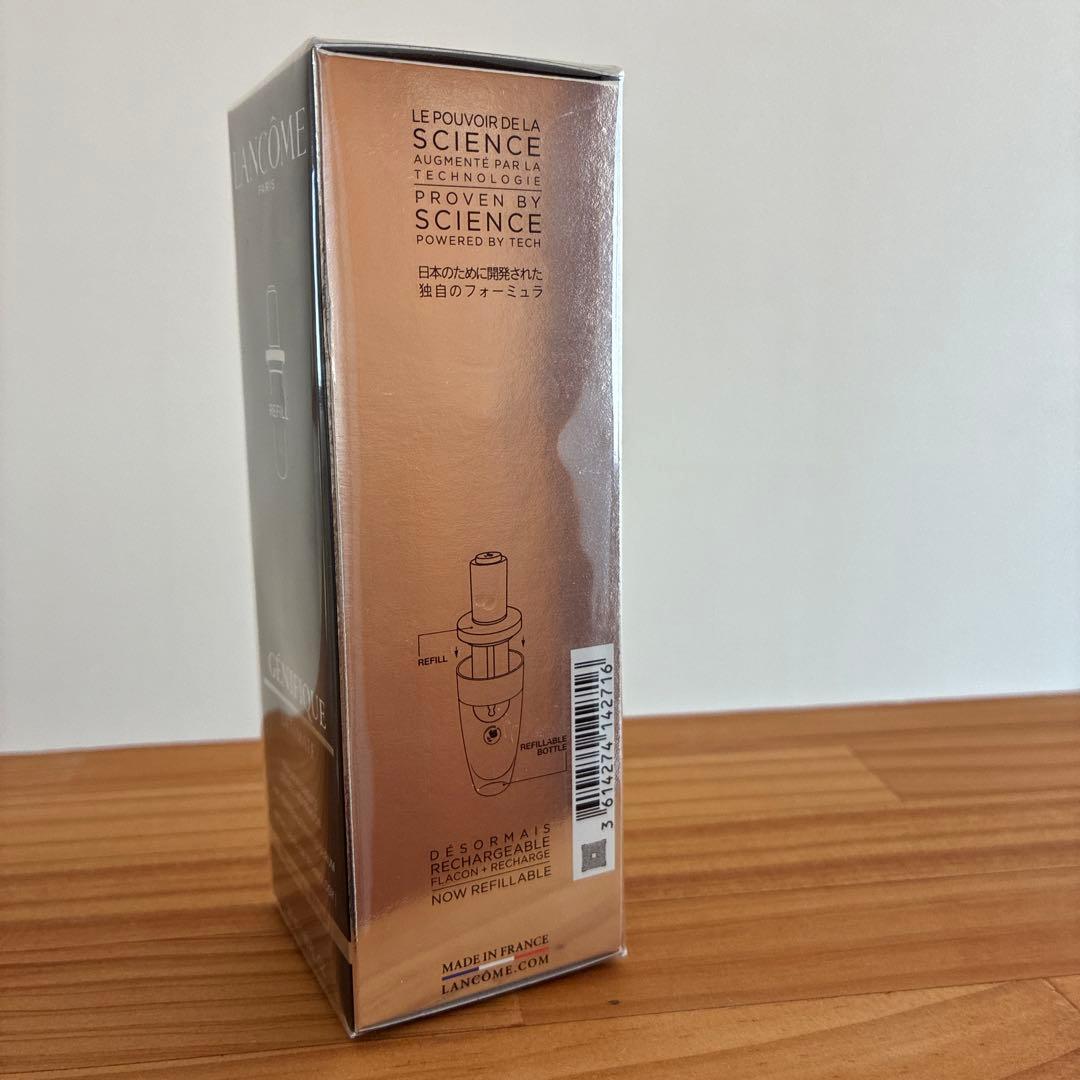 LANCÔME
PARIS
REFILL
GÉNIFIQUE
LE POUVOIR DE LA
SCIENCE
AUGMENTÉ PAR LA
TECHNOLOGIE
PROVEN BY
SCIENCE
POWERED BY TECH
日本のために開発された
独自のフォーミュラ
REFILL
REFILLABLE
BOTTLE
3 614274 142716
DÉSORMAIS
RECHARGEABLE
FLACON + RECHARGE
NOW REFILLABLE
MADE IN FRANCE
LANCÔME.COM